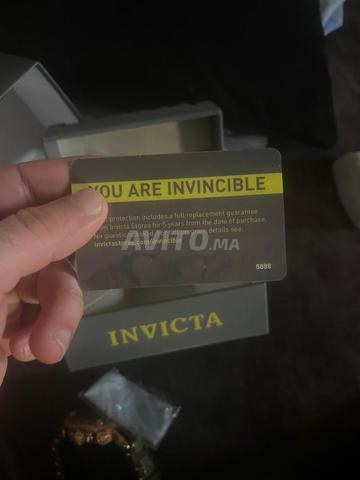 YOU ARE INVINCIBLE
protection includes a full replacement guarantee
Invicta Stores for 5 years from the date of purchase.
details see:
invictastores.com/invincible
AVITO.MA
5898
INVICTA